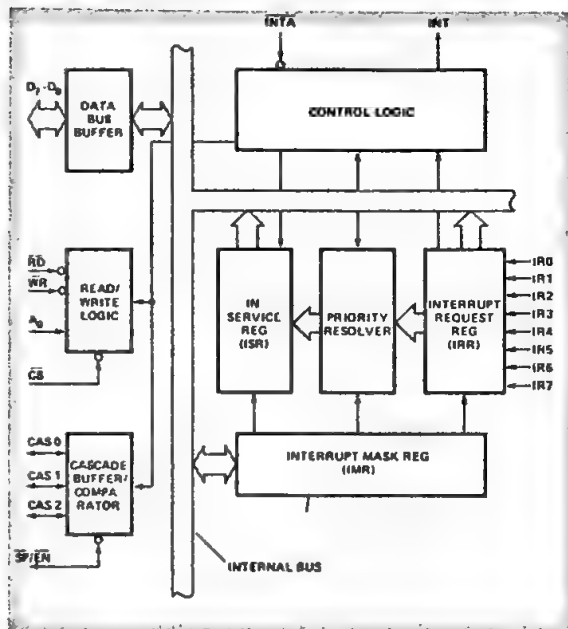 INTA
INT
D7-D0
DATA
BUS
BUFFER
CONTROL LOGIC
RD
WR
A0
CS
READ/
WRITE
LOGIC
IN
SERVICE
REG
(ISR)
PRIORITY
RESOLVER
INTERRUPT
REQUEST
REG
(IRR)
IR0
IR1
IR2
IR3
IR4
IR5
IR6
IR7
CAS 0
CAS 1
CAS 2
CASCADE
BUFFER/
COMPA
RATOR
INTERRUPT MASK REG
(IMR)
SP/EN
INTERNAL BUS